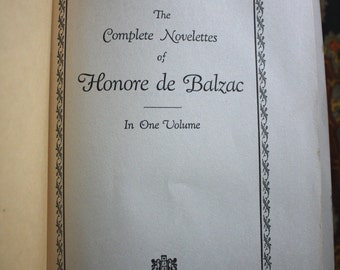 The
Complete Novelettes
of
Honore de Balzac
In One Volume